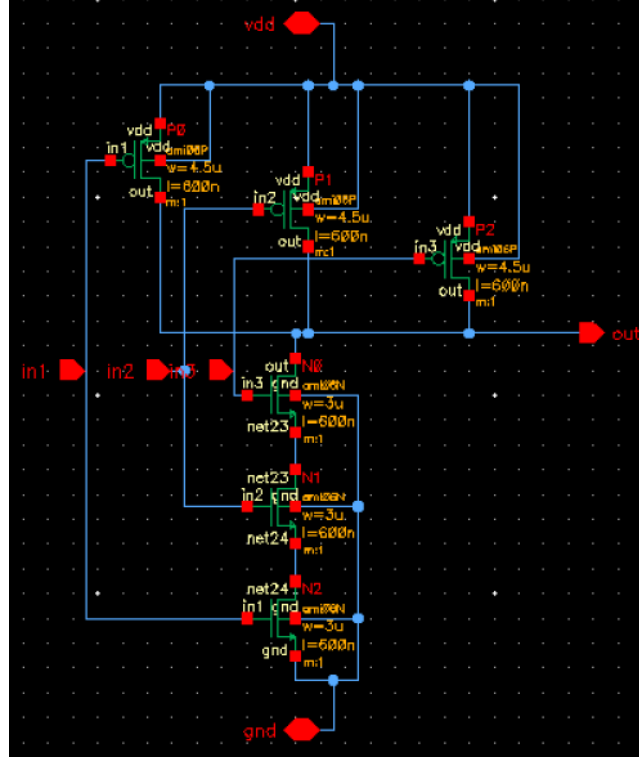 vdd
vdd P0
in1 vdd ami06P
w=4.5u
out l=600n
m:1
vdd P1
in2 vdd ami06P
w=4.5u
out l=600n
m:1
vdd P2
in3 vdd ami06P
w=4.5u
out l=600n
m:1
out
in1 in2 in3
out N0
in3 gnd ami06N
w=3u
l=600n
net23 m:1
net23 N1
in2 gnd ami06N
w=3u
l=600n
net24 m:1
net24 N2
in1 gnd ami06N
w=3u
l=600n
gnd m:1
gnd